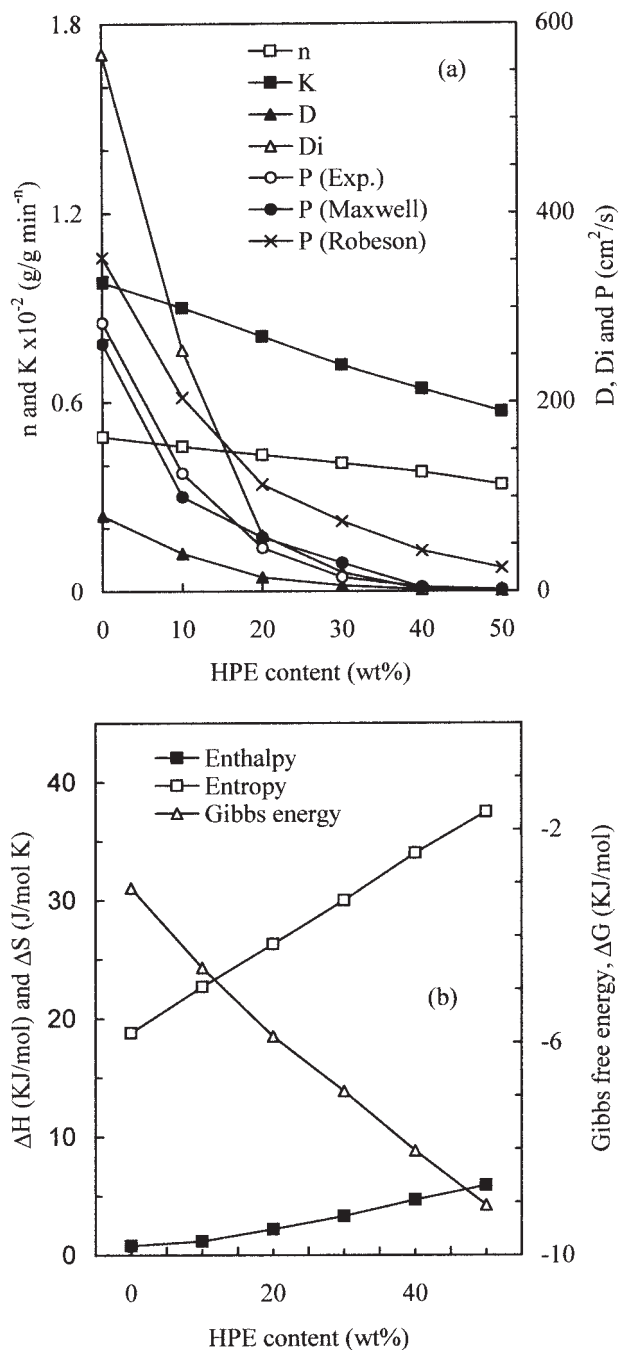 1.8
1.2
0.6
0
n and K x10⁻² (g/g min⁻ⁿ)
n
K
D
Di
P (Exp.)
P (Maxwell)
P (Robeson)
(a)
600
400
200
0
D, Di and P (cm²/s)
0 10 20 30 40 50
HPE content (wt%)
40
30
20
10
0
ΔH (KJ/mol) and ΔS (J/mol K)
Enthalpy
Entropy
Gibbs energy
(b)
-2
-6
-10
Gibbs free energy, ΔG (KJ/mol)
0 20 40
HPE content (wt%)